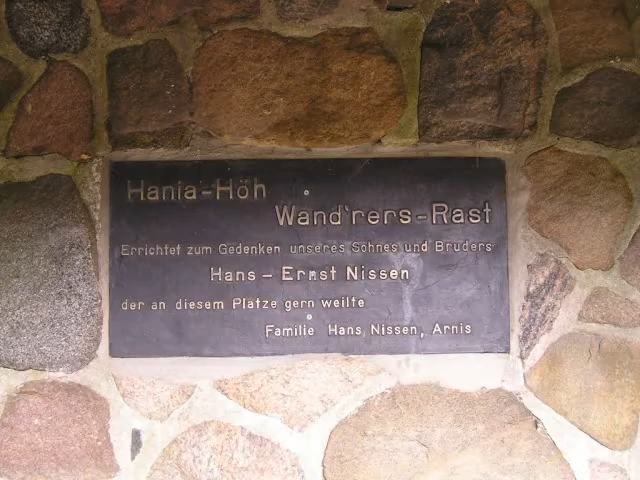 Hania-Höh
Wand'rers-Rast
Errichtet zum Gedenken unseres Sohnes und Bruders
Hans - Ernst Nissen
der an diesem Platze gern weilte
Familie Hans Nissen, Arnis